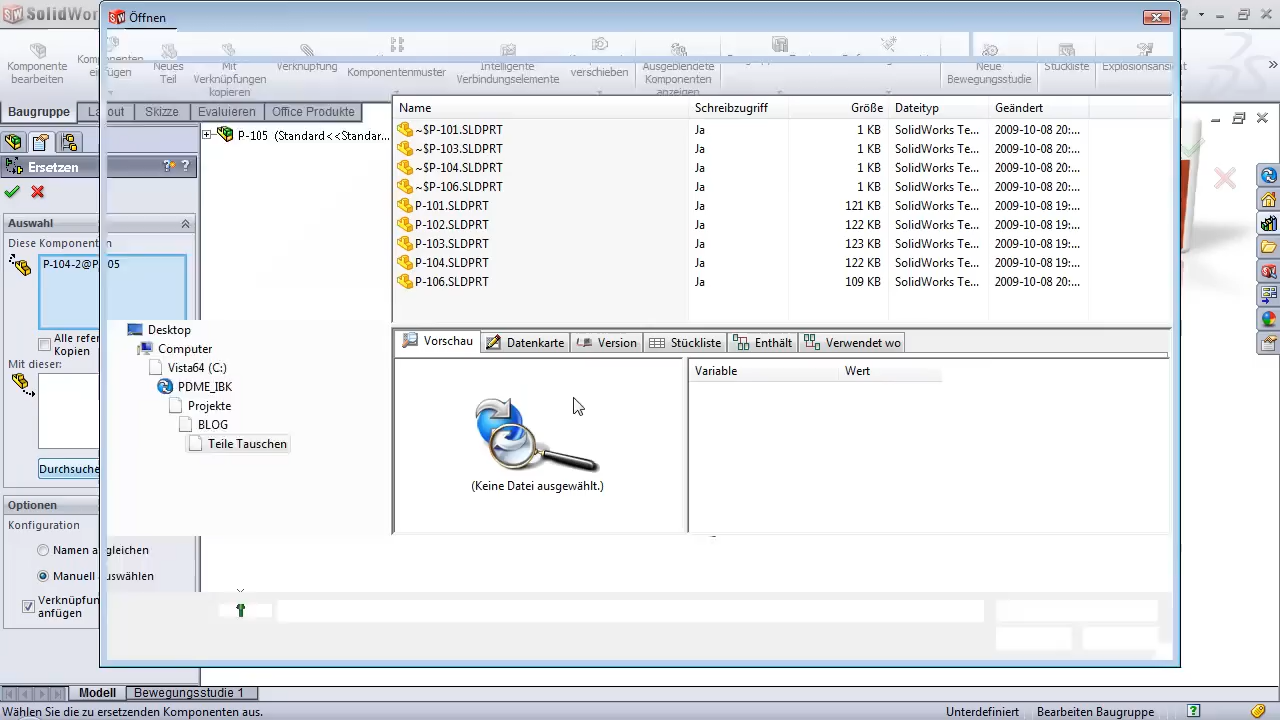 SolidWo
Öffnen
Komponente
bearbeiten
Komponenten
einfügen
Neues
Teil
Mit
Verknüpfungen
kopieren
Verknüpfung
Komponentenmuster
Intelligente
Verbindungselemente
verschieben
Ausgeblendete
Komponenten
anzeigen
Neue
Bewegungsstudie
Stückliste
Explosionsansi
Baugruppe
Layout
Skizze
Evaluieren
Office Produkte
P-105 (Standard<<Standar...
Ersetzen
Auswahl
Diese Komponenten
P-104-2@P-105
Alle refer
Kopien
Mit dieser:
Durchsuche
Optionen
Konfiguration
Namen abgleichen
Manuell auswählen
Verknüpfun
anfügen
Desktop
Computer
Vista64 (C:)
PDME_IBK
Projekte
BLOG
Teile Tauschen
Name Schreibzugriff Größe Dateityp Geändert
~$P-101.SLDPRT Ja 1 KB SolidWorks Te... 2009-10-08 20:...
~$P-103.SLDPRT Ja 1 KB SolidWorks Te... 2009-10-08 20:...
~$P-104.SLDPRT Ja 1 KB SolidWorks Te... 2009-10-08 20:...
~$P-106.SLDPRT Ja 1 KB SolidWorks Te... 2009-10-08 20:...
P-101.SLDPRT Ja 121 KB SolidWorks Te... 2009-10-08 19:...
P-102.SLDPRT Ja 122 KB SolidWorks Te... 2009-10-08 19:...
P-103.SLDPRT Ja 123 KB SolidWorks Te... 2009-10-08 19:...
P-104.SLDPRT Ja 122 KB SolidWorks Te... 2009-10-08 19:...
P-106.SLDPRT Ja 109 KB SolidWorks Te... 2009-10-08 20:...
Vorschau Datenkarte Version Stückliste Enthält Verwendet wo
Variable Wert
(Keine Datei ausgewählt.)
Modell Bewegungsstudie 1
Wählen Sie die zu ersetzenden Komponenten aus. Unterdefiniert Bearbeiten Baugruppe